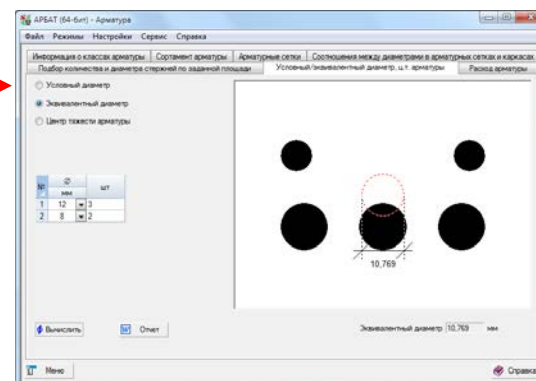 АРБАТ (64-бит) - Арматура
Файл Режимы Настройки Сервис Справка
Информация о классах арматуры Сортамент арматуры Арматурные сетки Соотношения между диаметрами в арматурных сетках и каркасах
Подбор количества и диаметра стержней по заданной площади Условный/эквивалентный диаметр, ц.т. арматуры Расход арматуры
Условный диаметр
Эквивалентный диаметр
Центр тяжести арматуры
№ Ø шт
мм
1 12 3
2 8 2
10,769
Вычислить Отчет Эквивалентный диаметр 10,769 мм
Меню Справка